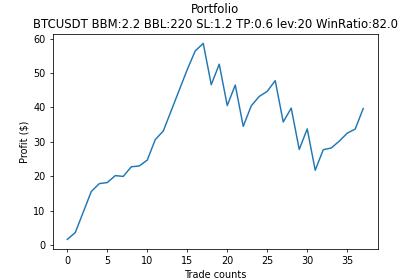 Portfolio
BTCUSDT BBM:2.2 BBL:220 SL:1.2 TP:0.6 lev:20 WinRatio:82.0
60
50
40
30
20
10
0
Profit ($)
0 5 10 15 20 25 30 35
Trade counts